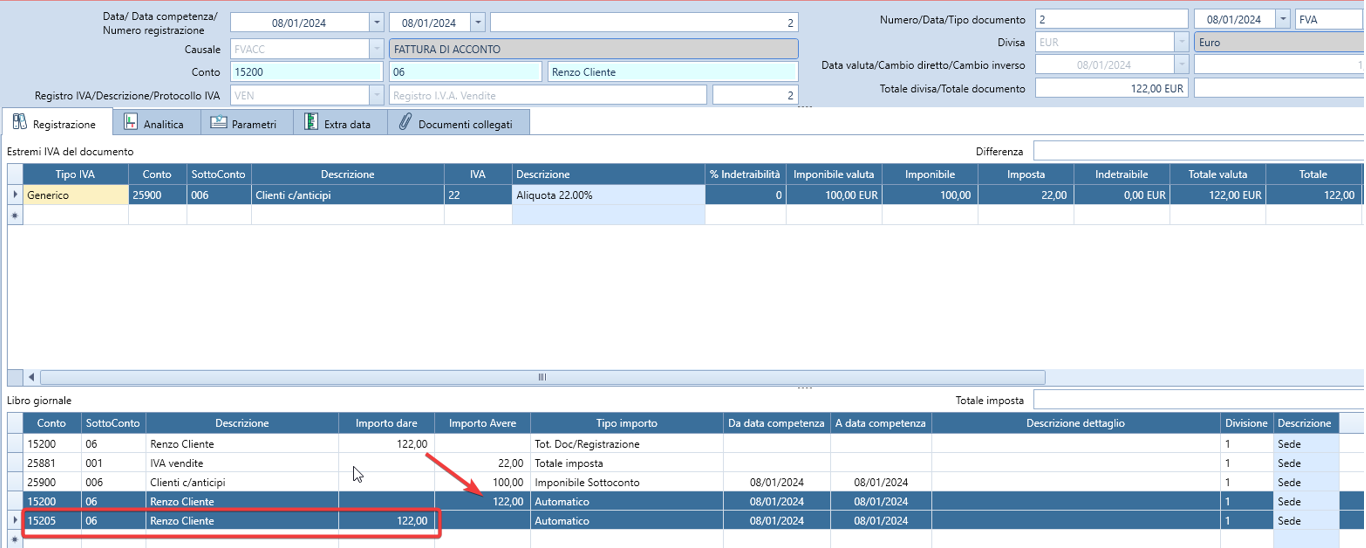 Data/ Data competenza/ Numero registrazione 08/01/2024 08/01/2024 2
Numero/Data/Tipo documento 2 08/01/2024 FVA
Causale FVACC FATTURA DI ACCONTO
Divisa EUR Euro
Conto 15200 06 Renzo Cliente
Data valuta/Cambio diretto/Cambio inverso 08/01/2024 1
Registro IVA/Descrizione/Protocollo IVA VEN Registro I.V.A. Vendite 2
Totale divisa/Totale documento 122,00 EUR
Registrazione Analitica Parametri Extra data Documenti collegati
Estremi IVA del documento Differenza
Tipo IVA Conto SottoConto Descrizione IVA Descrizione % Indetraibilità Imponibile valuta Imponibile Imposta Indetraibile Totale valuta Totale
Generico 25900 006 Clienti c/anticipi 22 Aliquota 22.00% 0 100,00 EUR 100,00 22,00 0,00 EUR 122,00 EUR 122,00
Libro giornale Totale imposta
Conto SottoConto Descrizione Importo dare Importo Avere Tipo importo Da data competenza A data competenza Descrizione dettaglio Divisione Descrizione
15200 06 Renzo Cliente 122,00 Tot. Doc/Registrazione 1 Sede
25881 001 IVA vendite 22,00 Totale imposta 1 Sede
25900 006 Clienti c/anticipi 100,00 Imponibile Sottoconto 08/01/2024 08/01/2024 1 Sede
15200 06 Renzo Cliente 122,00 Automatico 08/01/2024 08/01/2024 1 Sede
15205 06 Renzo Cliente 122,00 Automatico 08/01/2024 08/01/2024 1 Sede